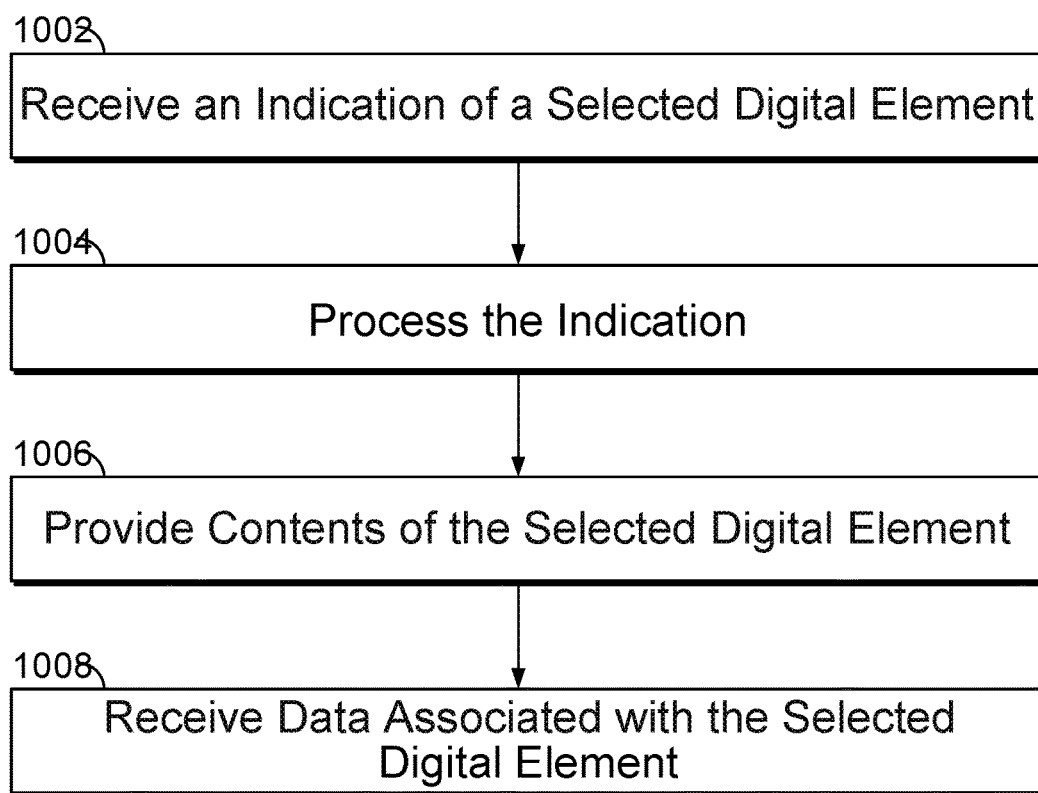 1002
Receive an Indication of a Selected Digital Element
1004
Process the Indication
1006
Provide Contents of the Selected Digital Element
1008
Receive Data Associated with the Selected
Digital Element